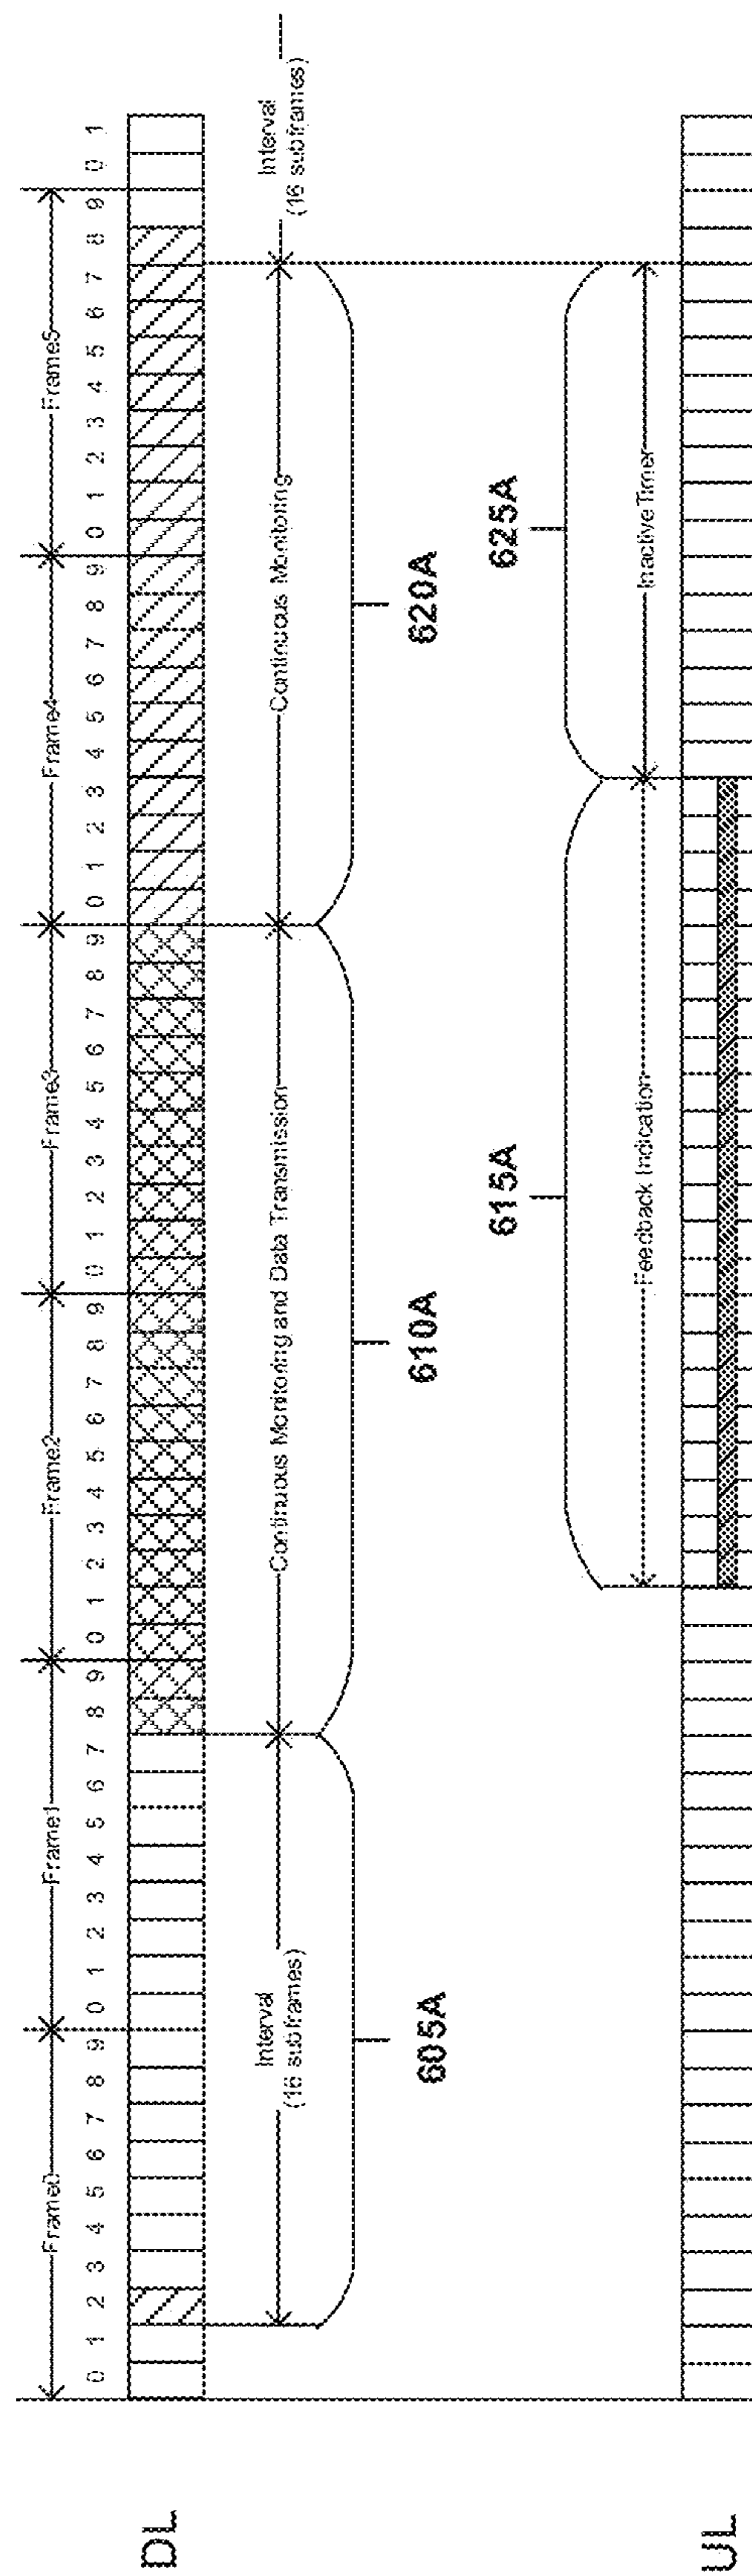 Frame0 Frame1 Frame2 Frame3 Frame4 Frame5
0 1 2 3 4 5 6 7 8 9 0 1 2 3 4 5 6 7 8 9 0 1 2 3 4 5 6 7 8 9 0 1 2 3 4 5 6 7 8 9 0 1 2 3 4 5 6 7 8 9 0 1 2 3 4 5 6 7 8 9 0 1
DL
Interval
(16 subframes)
Continuous Monitoring and Data Transmission
Continuous Monitoring
Interval
(16 subframes)
605A
610A
620A
615A
625A
Feedback Indication
Inactive Timer
UL